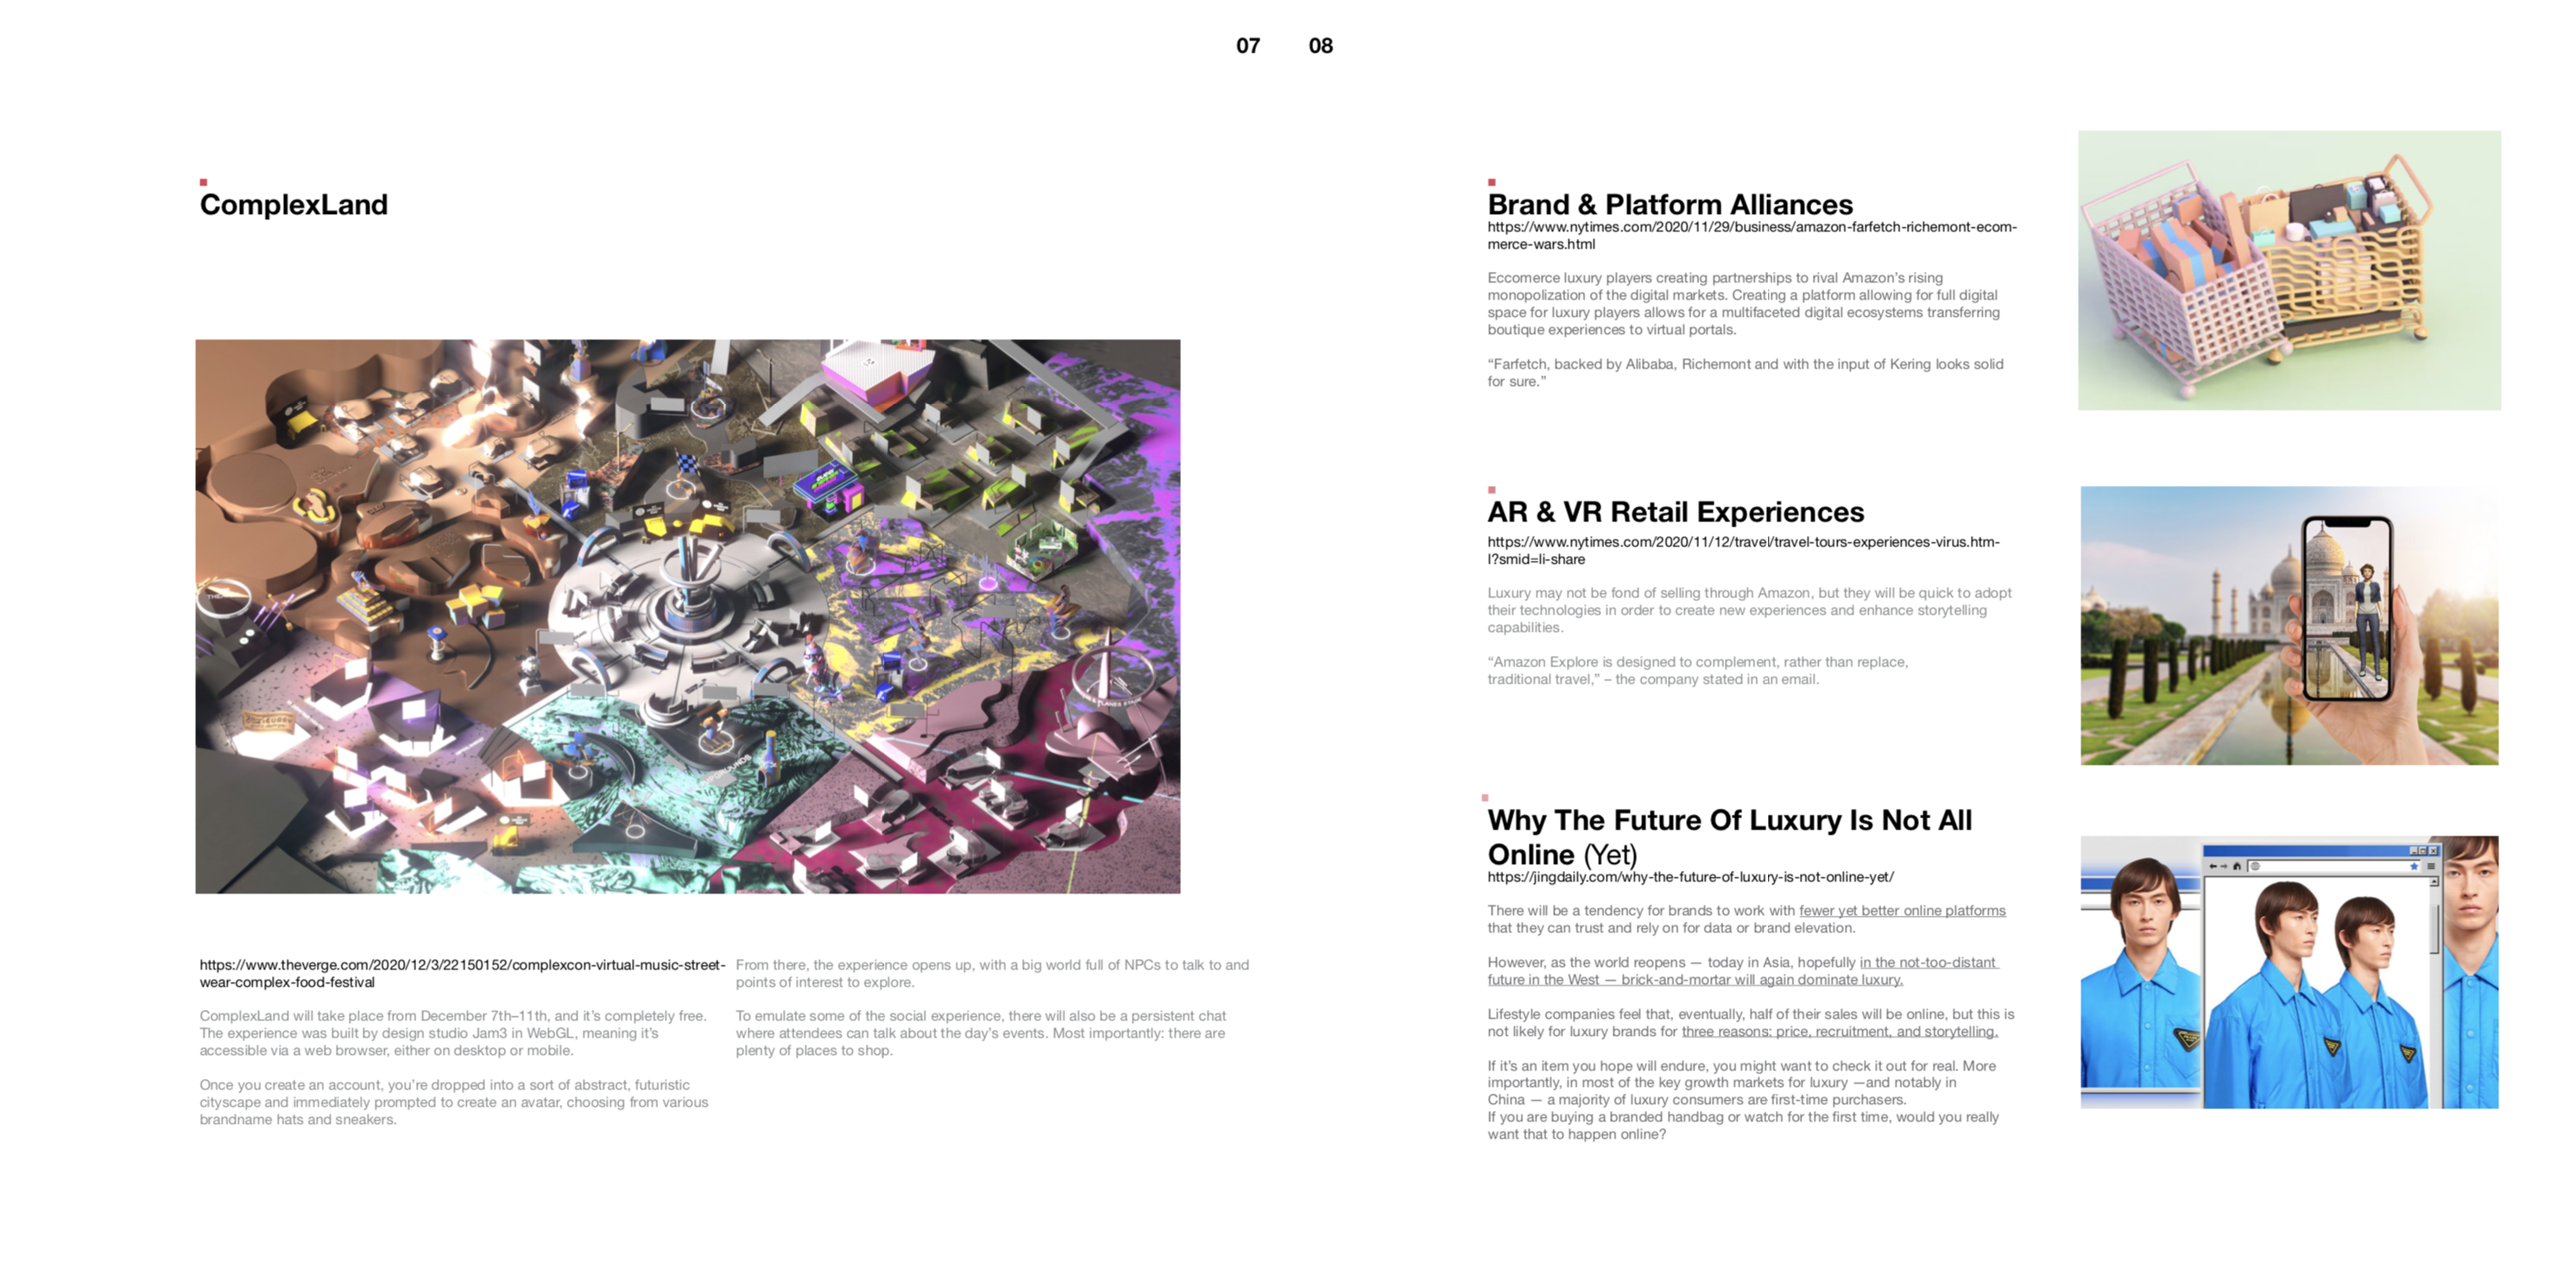 07 08
ComplexLand
https://www.theverge.com/2020/12/3/22150152/complexcon-virtual-music-street-
wear-complex-food-festival
ComplexLand will take place from December 7th–11th, and it’s completely free.
The experience was built by design studio Jam3 in WebGL, meaning it’s
accessible via a web browser, either on desktop or mobile.
Once you create an account, you’re dropped into a sort of abstract, futuristic
cityscape and immediately prompted to create an avatar, choosing from various
brandname hats and sneakers.
From there, the experience opens up, with a big world full of NPCs to talk to and
points of interest to explore.
To emulate some of the social experience, there will also be a persistent chat
where attendees can talk about the day’s events. Most importantly: there are
plenty of places to shop.
Brand & Platform Alliances
https://www.nytimes.com/2020/11/29/business/amazon-farfetch-richemont-ecom-
merce-wars.html
Eccomerce luxury players creating partnerships to rival Amazon’s rising
monopolization of the digital markets. Creating a platform allowing for full digital
space for luxury players allows for a multifaceted digital ecosystems transferring
boutique experiences to virtual portals.
“Farfetch, backed by Alibaba, Richemont and with the input of Kering looks solid
for sure.”
AR & VR Retail Experiences
https://www.nytimes.com/2020/11/12/travel/travel-tours-experiences-virus.htm-
l?smid=li-share
Luxury may not be fond of selling through Amazon, but they will be quick to adopt
their technologies in order to create new experiences and enhance storytelling
capabilities.
“Amazon Explore is designed to complement, rather than replace,
traditional travel,” – the company stated in an email.
Why The Future Of Luxury Is Not All
Online (Yet)
https://jingdaily.com/why-the-future-of-luxury-is-not-online-yet/
There will be a tendency for brands to work with fewer yet better online platforms
that they can trust and rely on for data or brand elevation.
However, as the world reopens — today in Asia, hopefully in the not-too-distant
future in the West — brick-and-mortar will again dominate luxury.
Lifestyle companies feel that, eventually, half of their sales will be online, but this is
not likely for luxury brands for three reasons: price, recruitment, and storytelling.
If it’s an item you hope will endure, you might want to check it out for real. More
importantly, in most of the key growth markets for luxury —and notably in
China — a majority of luxury consumers are first-time purchasers.
If you are buying a branded handbag or watch for the first time, would you really
want that to happen online?